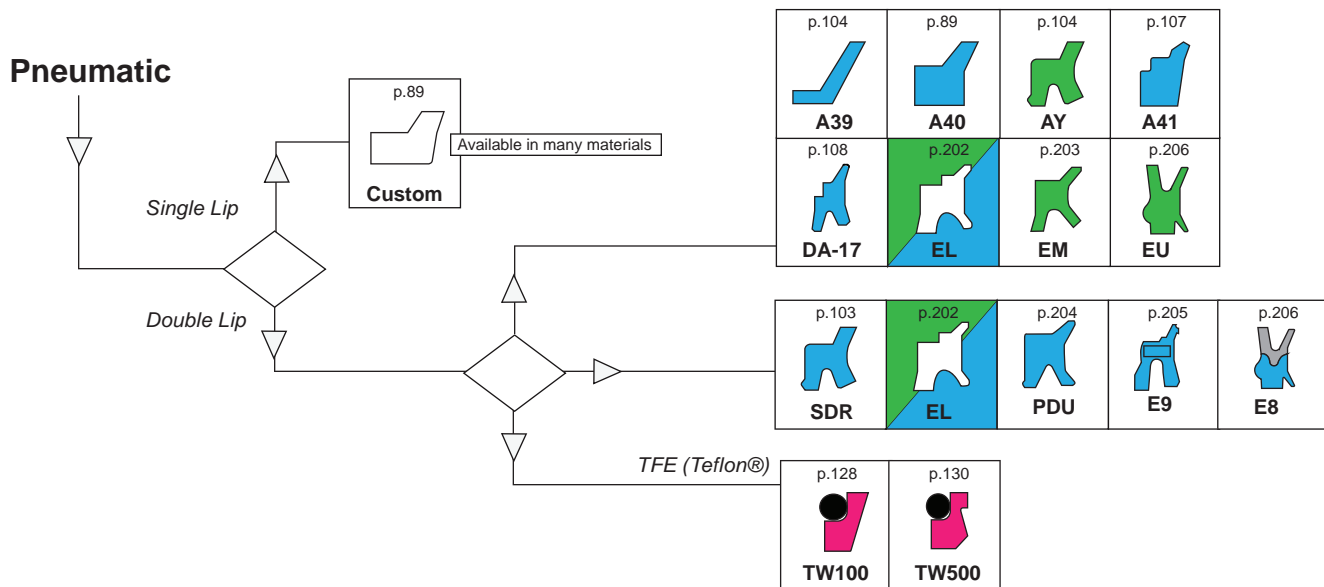 Pneumatic
p.89
Custom
Available in many materials
Single Lip
Double Lip
p.104
A39
p.89
A40
p.104
AY
p.107
A41
p.108
DA-17
p.202
EL
p.203
EM
p.206
EU
p.103
SDR
p.202
EL
p.204
PDU
p.205
E9
p.206
E8
TFE (Teflon®)
p.128
TW100
p.130
TW500